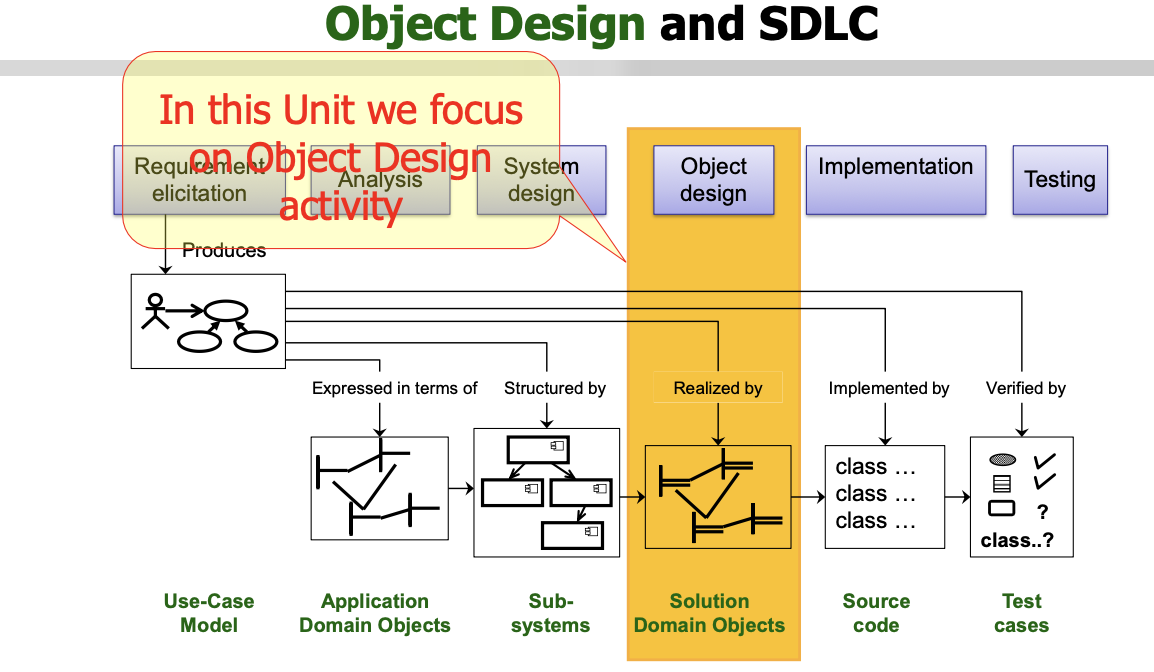 Object Design and SDLC
In this Unit we focus
on Object Design
activity
Requirement
elicitation
Analysis
System
design
Object
design
Implementation
Testing
Produces
Expressed in terms of
Structured by
Realized by
Implemented by
Verified by
class ...
class ...
class ...
?
class..?
Use-Case
Model
Application
Domain Objects
Sub-
systems
Solution
Domain Objects
Source
code
Test
cases